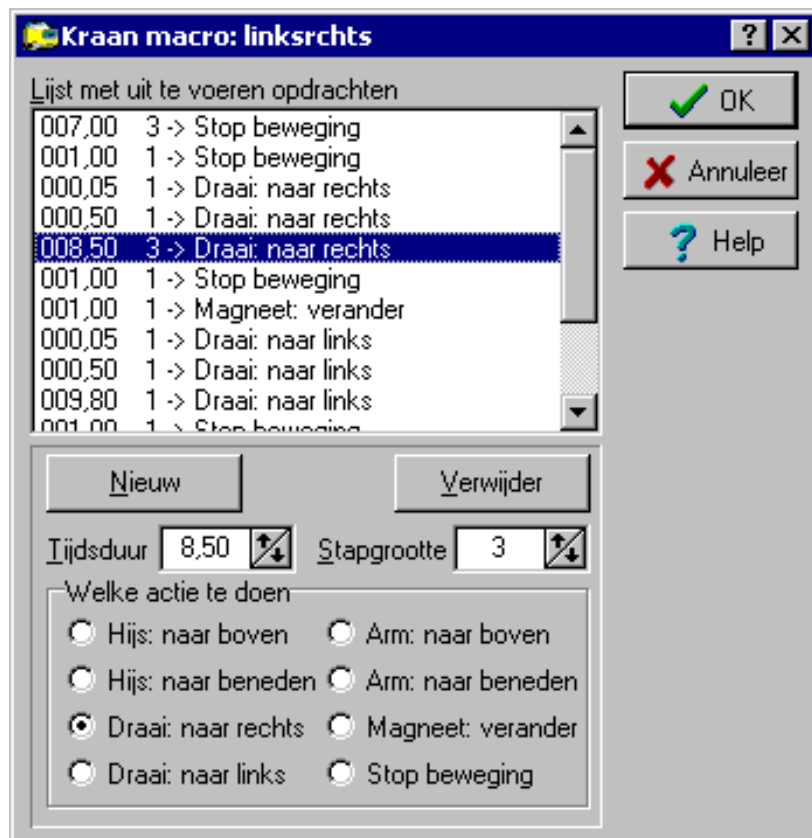 Kraan macro: linksrchts
Lijst met uit te voeren opdrachten
007,00 3 -> Stop beweging
001,00 1 -> Stop beweging
000,05 1 -> Draai: naar rechts
000,50 1 -> Draai: naar rechts
008,50 3 -> Draai: naar rechts
001,00 1 -> Stop beweging
001,00 1 -> Magneet: verander
000,05 1 -> Draai: naar links
000,50 1 -> Draai: naar links
009,80 1 -> Draai: naar links
001,00 1 -> Stop beweging
OK
Annuleer
Help
Nieuw Verwijder
Tijdsduur 8,50 Stapgrootte 3
Welke actie te doen
Hijs: naar boven Arm: naar boven
Hijs: naar beneden Arm: naar beneden
Draai: naar rechts Magneet: verander
Draai: naar links Stop beweging